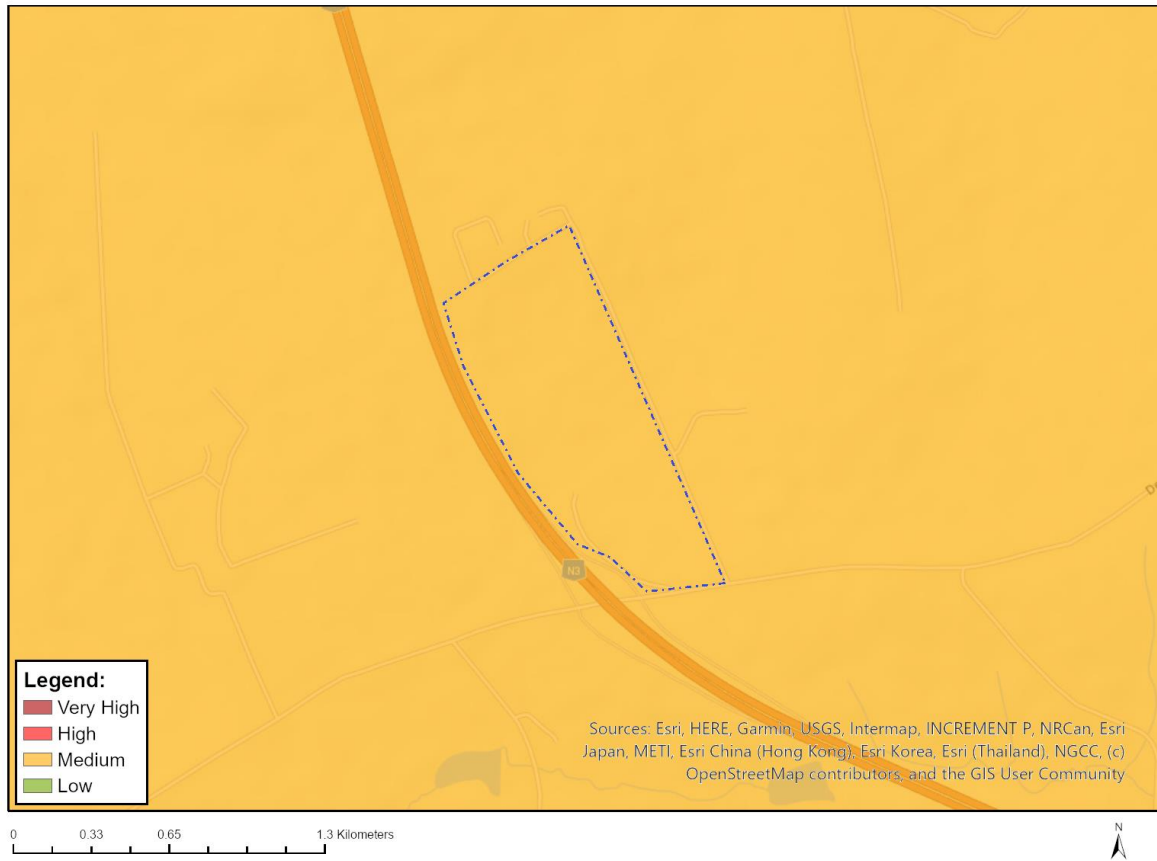 D
N3
Legend:
Very High
High
Medium
Low
Sources: Esri, HERE, Garmin, USGS, Intermap, INCREMENT P, NRCan, Esri
Japan, METI, Esri China (Hong Kong), Esri Korea, Esri (Thailand), NGCC, (c)
OpenStreetMap contributors, and the GIS User Community
0 0.33 0.65 1.3 Kilometers
N